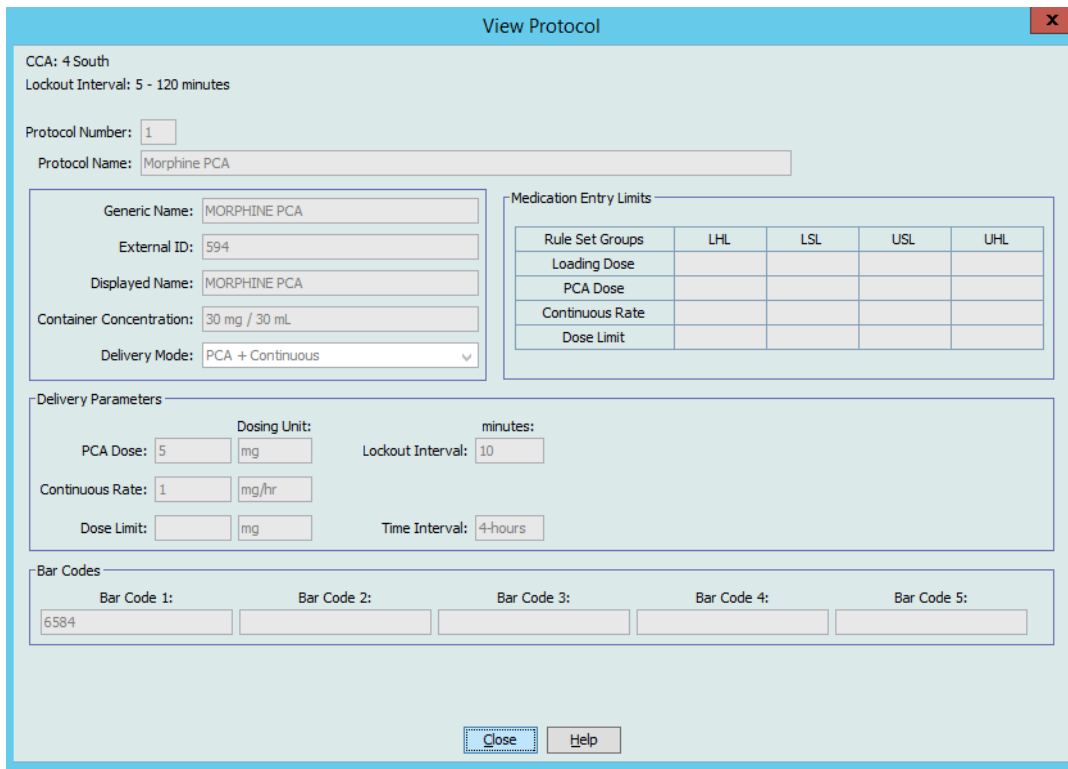 View Protocol
x
CCA: 4 South
Lockout Interval: 5 - 120 minutes
Protocol Number: 1
Protocol Name: Morphine PCA
Generic Name: MORPHINE PCA
External ID: 594
Displayed Name: MORPHINE PCA
Container Concentration: 30 mg / 30 mL
Delivery Mode: PCA + Continuous
Medication Entry Limits
Rule Set Groups LHL LSL USL UHL
Loading Dose
PCA Dose
Continuous Rate
Dose Limit
Delivery Parameters
Dosing Unit: minutes:
PCA Dose: 5 mg Lockout Interval: 10
Continuous Rate: 1 mg/hr
Dose Limit: mg Time Interval: 4-hours
Bar Codes
Bar Code 1: Bar Code 2: Bar Code 3: Bar Code 4: Bar Code 5:
6584
Close Help